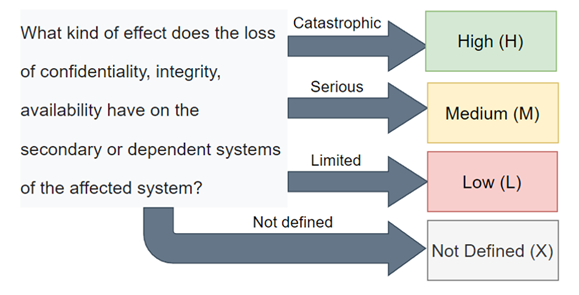 What kind of effect does the loss
of confidentiality, integrity,
availability have on the
secondary or dependent systems
of the affected system?
Catastrophic
High (H)
Serious
Medium (M)
Limited
Low (L)
Not defined
Not Defined (X)